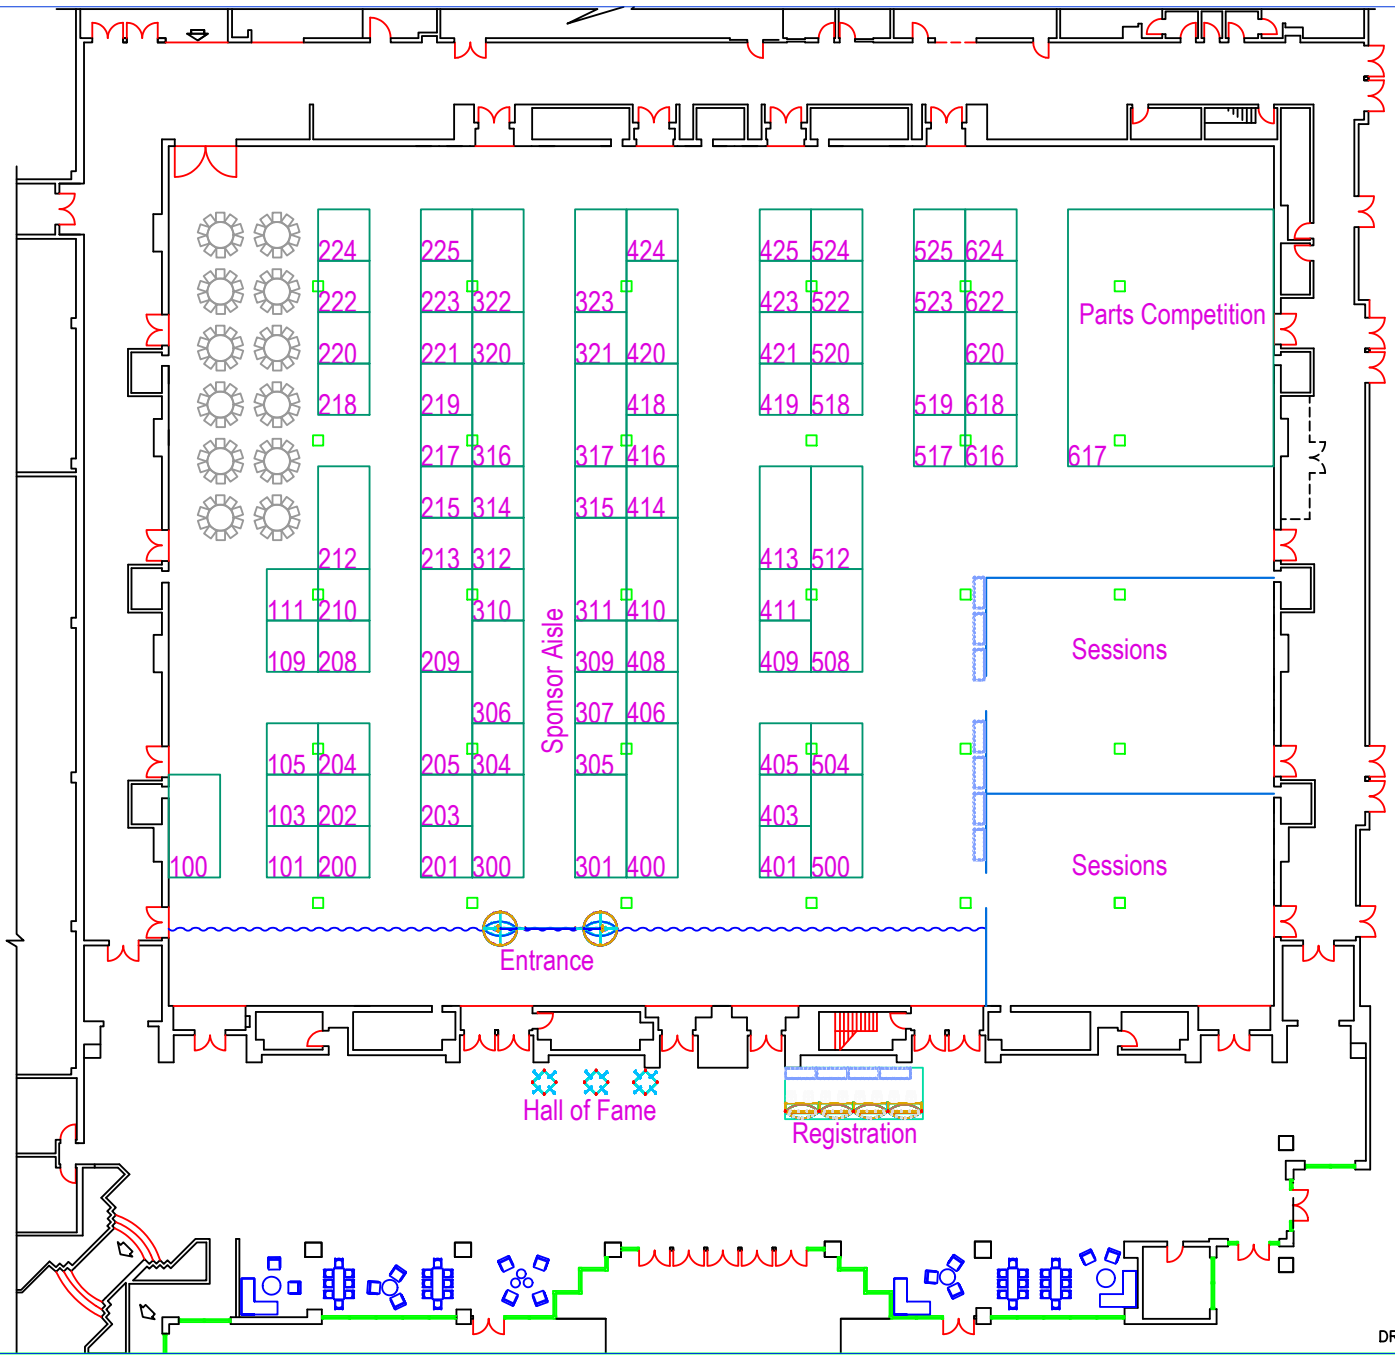 224 225 424 425 524 525 624
222 223 322 323 423 522 523 622
Parts Competition
220 221 320 321 420 421 520 620
218 219 418 419 518 519 618
217 316 317 416 517 616 617
215 314 315 414
212 213 312 413 512
111 210 310 311 410 411
Sponsor Aisle
Sessions
109 208 209 309 408 409 508
306 307 406
105 204 205 304 305 405 504
103 202 203 403
100 101 200 201 300 301 400 401 500
Sessions
Entrance
Hall of Fame
Registration
DR